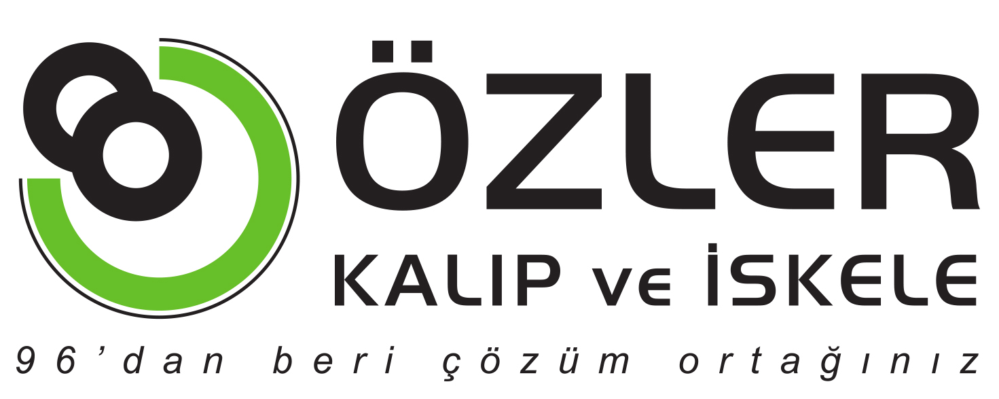 ÖZLER
KALIP ve İSKELE
96’dan beri çözüm ortağınız